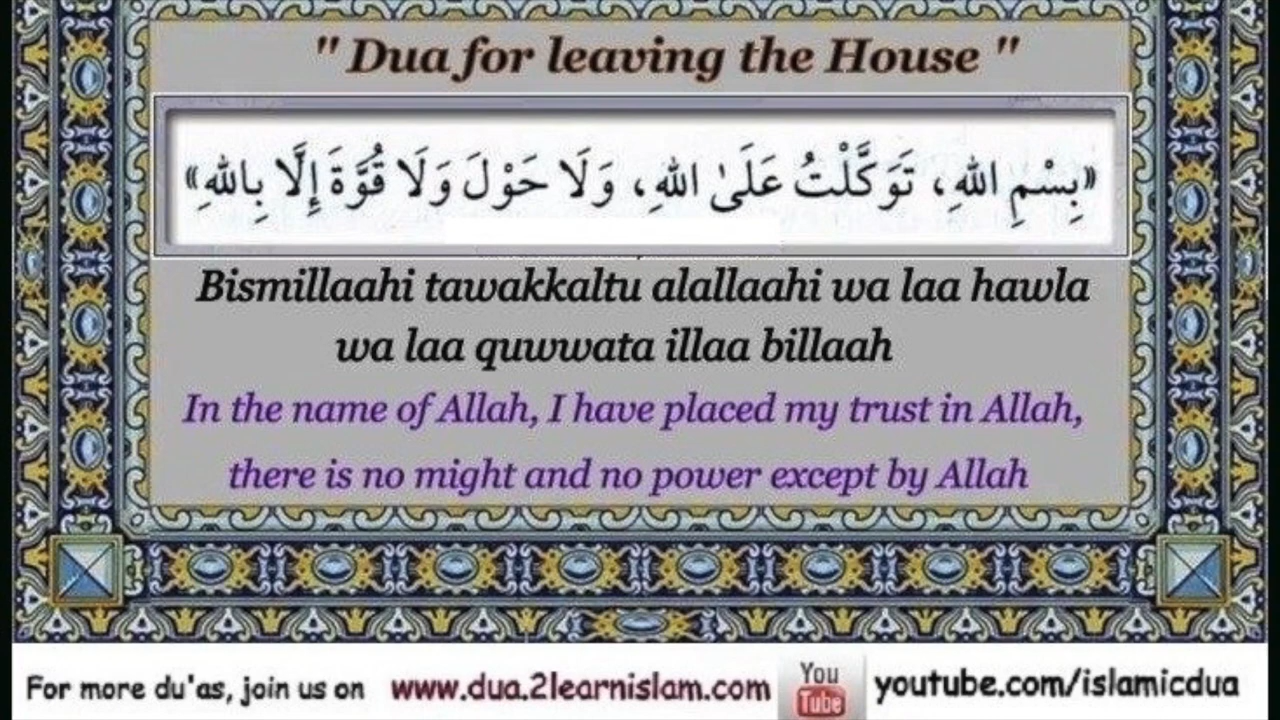 " Dua for leaving the House "
«بِسْمِ اللهِ، تَوَكَّلْتُ عَلَىٰ اللهِ، وَلَا حَوْلَ وَلَا قُوَّةَ إِلَّا بِاللهِ»
Bismillaahi tawakkaltu alallaahi wa laa hawla
wa laa quwwata illaa billaah
In the name of Allah, I have placed my trust in Allah,
there is no might and no power except by Allah
For more du'as, join us on www.dua.2learnislam.com You Tube youtube.com/islamicdua